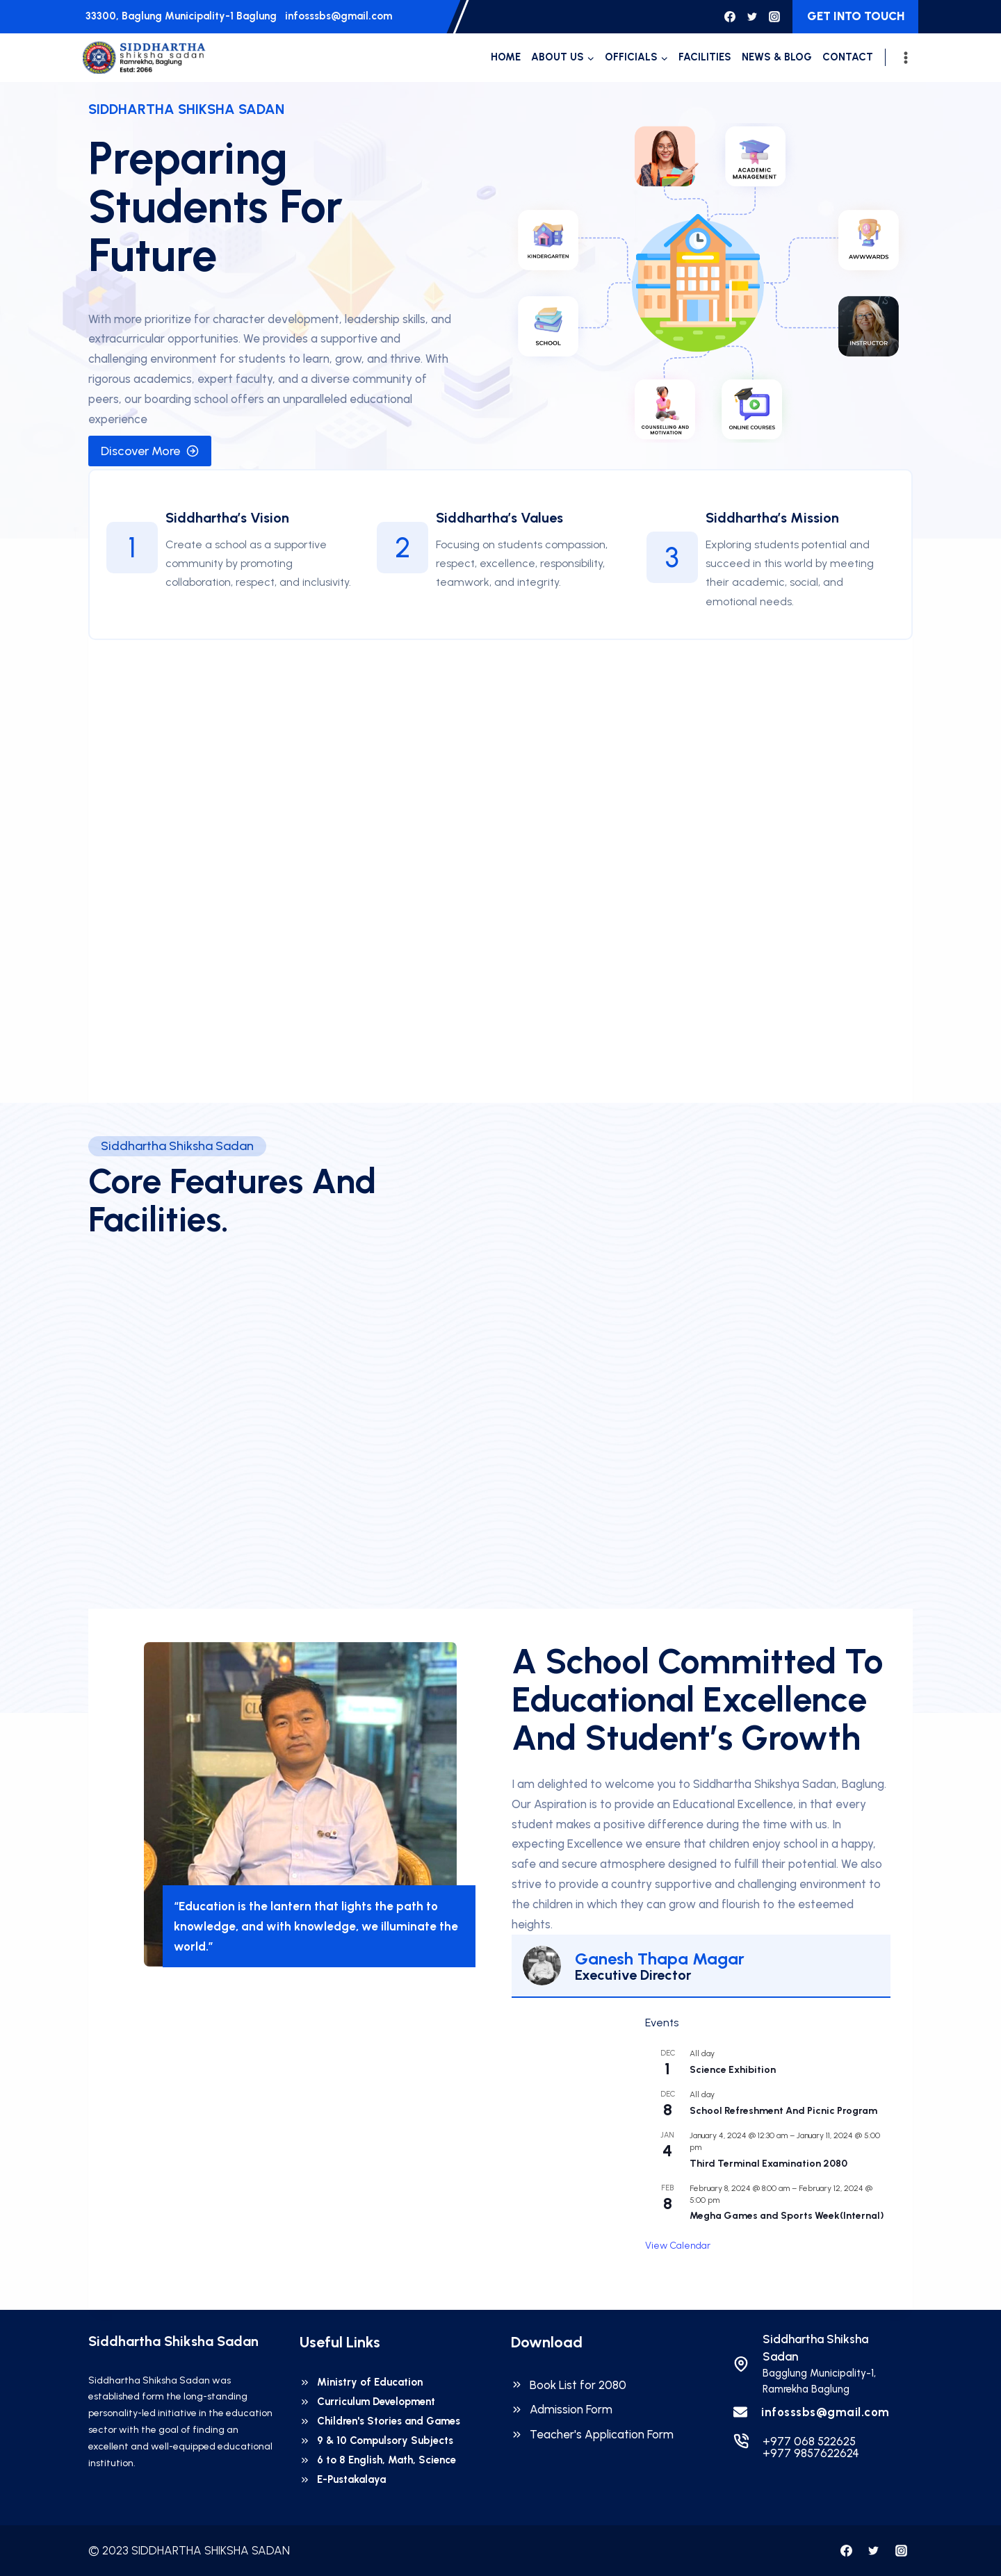 33300, Baglung Municipality-1 Baglung infosssbs@gmail.com
GET INTO TOUCH
SIDDHARTHA
shiksha sadan
Ramrekha, Baglung
Estd: 2066
HOME ABOUT US OFFICIALS FACILITIES NEWS & BLOG CONTACT
SIDDHARTHA SHIKSHA SADAN
Preparing
Students For
Future
With more prioritize for character development, leadership skills, and
extracurricular opportunities. We provides a supportive and
challenging environment for students to learn, grow, and thrive. With
rigorous academics, expert faculty, and a diverse community of
peers, our boarding school offers an unparalleled educational
experience
Discover More
ACADEMIC
MANAGEMENT
KINDERGARTEN
AWWWARDS
SCHOOL
INSTRUCTOR
COUNSELLING AND
MOTIVATION
ONLINE COURSES
1
Siddhartha's Vision
Create a school as a supportive
community by promoting
collaboration, respect, and inclusivity.
2
Siddhartha's Values
Focusing on students compassion,
respect, excellence, responsibility,
teamwork, and integrity.
3
Siddhartha's Mission
Exploring students potential and
succeed in this world by meeting
their academic, social, and
emotional needs.
Siddhartha Shiksha Sadan
Core Features And
Facilities.
CLO
"Education is the lantern that lights the path to
knowledge, and with knowledge, we illuminate the
world."
A School Committed To
Educational Excellence
And Student's Growth
I am delighted to welcome you to Siddhartha Shikshya Sadan, Baglung.
Our Aspiration is to provide an Educational Excellence, in that every
student makes a positive difference during the time with us. In
expecting Excellence we ensure that children enjoy school in a happy,
safe and secure atmosphere designed to fulfill their potential. We also
strive to provide a country supportive and challenging environment to
the children in which they can grow and flourish to the esteemed
heights.
Ganesh Thapa Magar
Executive Director
Events
DEC
1
All day
Science Exhibition
DEC
8
All day
School Refreshment And Picnic Program
JAN
4
January 4, 2024 @ 12:30 am – January 11, 2024 @ 5:00
pm
Third Terminal Examination 2080
FEB
8
February 8, 2024 @ 8:00 am – February 12, 2024 @
5:00 pm
Megha Games and Sports Week(Internal)
View Calendar
Siddhartha Shiksha Sadan
Siddhartha Shiksha Sadan was
established form the long-standing
personality-led initiative in the education
sector with the goal of finding an
excellent and well-equipped educational
institution.
Useful Links
Ministry of Education
Curriculum Development
Children's Stories and Games
9 & 10 Compulsory Subjects
6 to 8 English, Math, Science
E-Pustakalaya
Download
Book List for 2080
Admission Form
Teacher's Application Form
Siddhartha Shiksha
Sadan
Bagglung Municipality-1,
Ramrekha Baglung
infosssbs@gmail.com
+977 068 522625
+977 9857622624
© 2023 SIDDHARTHA SHIKSHA SADAN